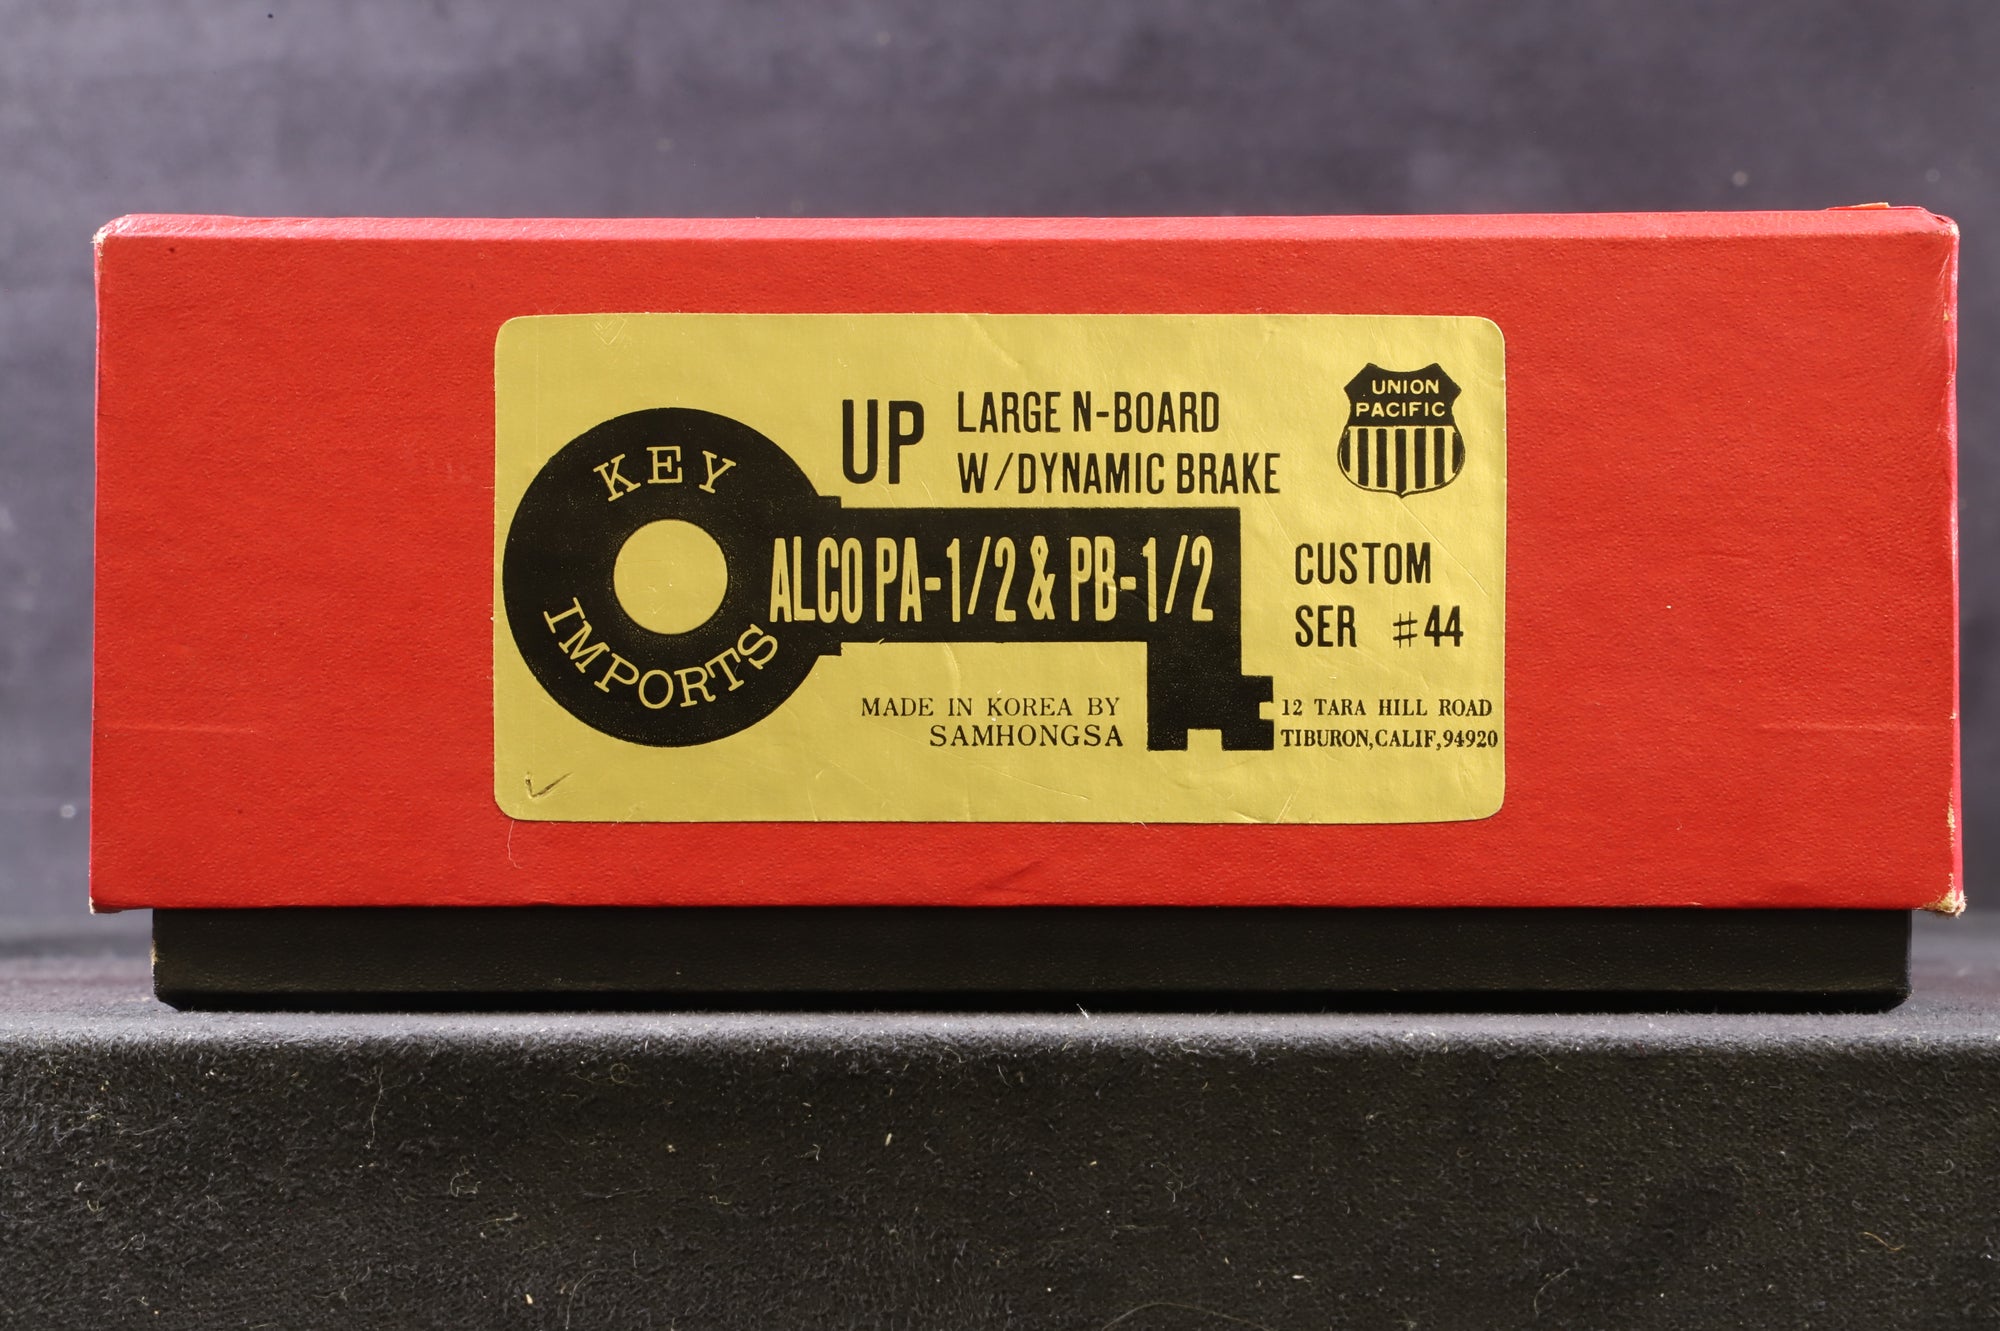 UP
LARGE N-BOARD
W/DYNAMIC BRAKE
UNION
PACIFIC
KEY
IMPORTS
ALCO PA-1/2 & PB-1/2
CUSTOM
SER #44
MADE IN KOREA BY
SAMHONGSA
12 TARA HILL ROAD
TIBURON,CALIF,94920